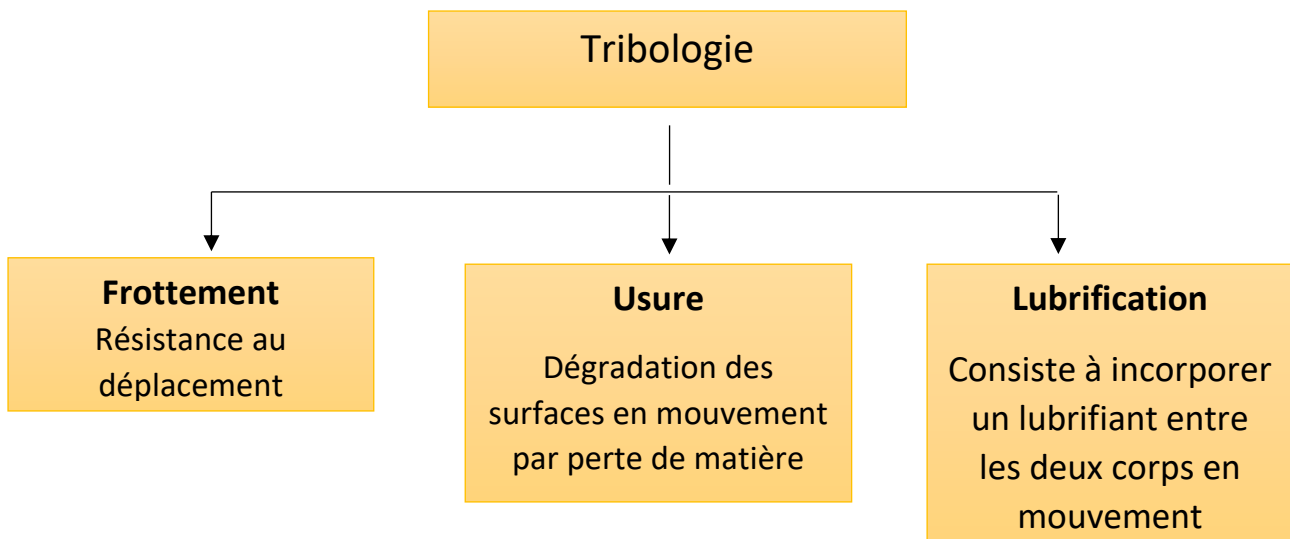 Tribologie
Frottement
Résistance au
déplacement
Usure
Dégradation des
surfaces en mouvement
par perte de matière
Lubrification
Consiste à incorporer
un lubrifiant entre
les deux corps en
mouvement